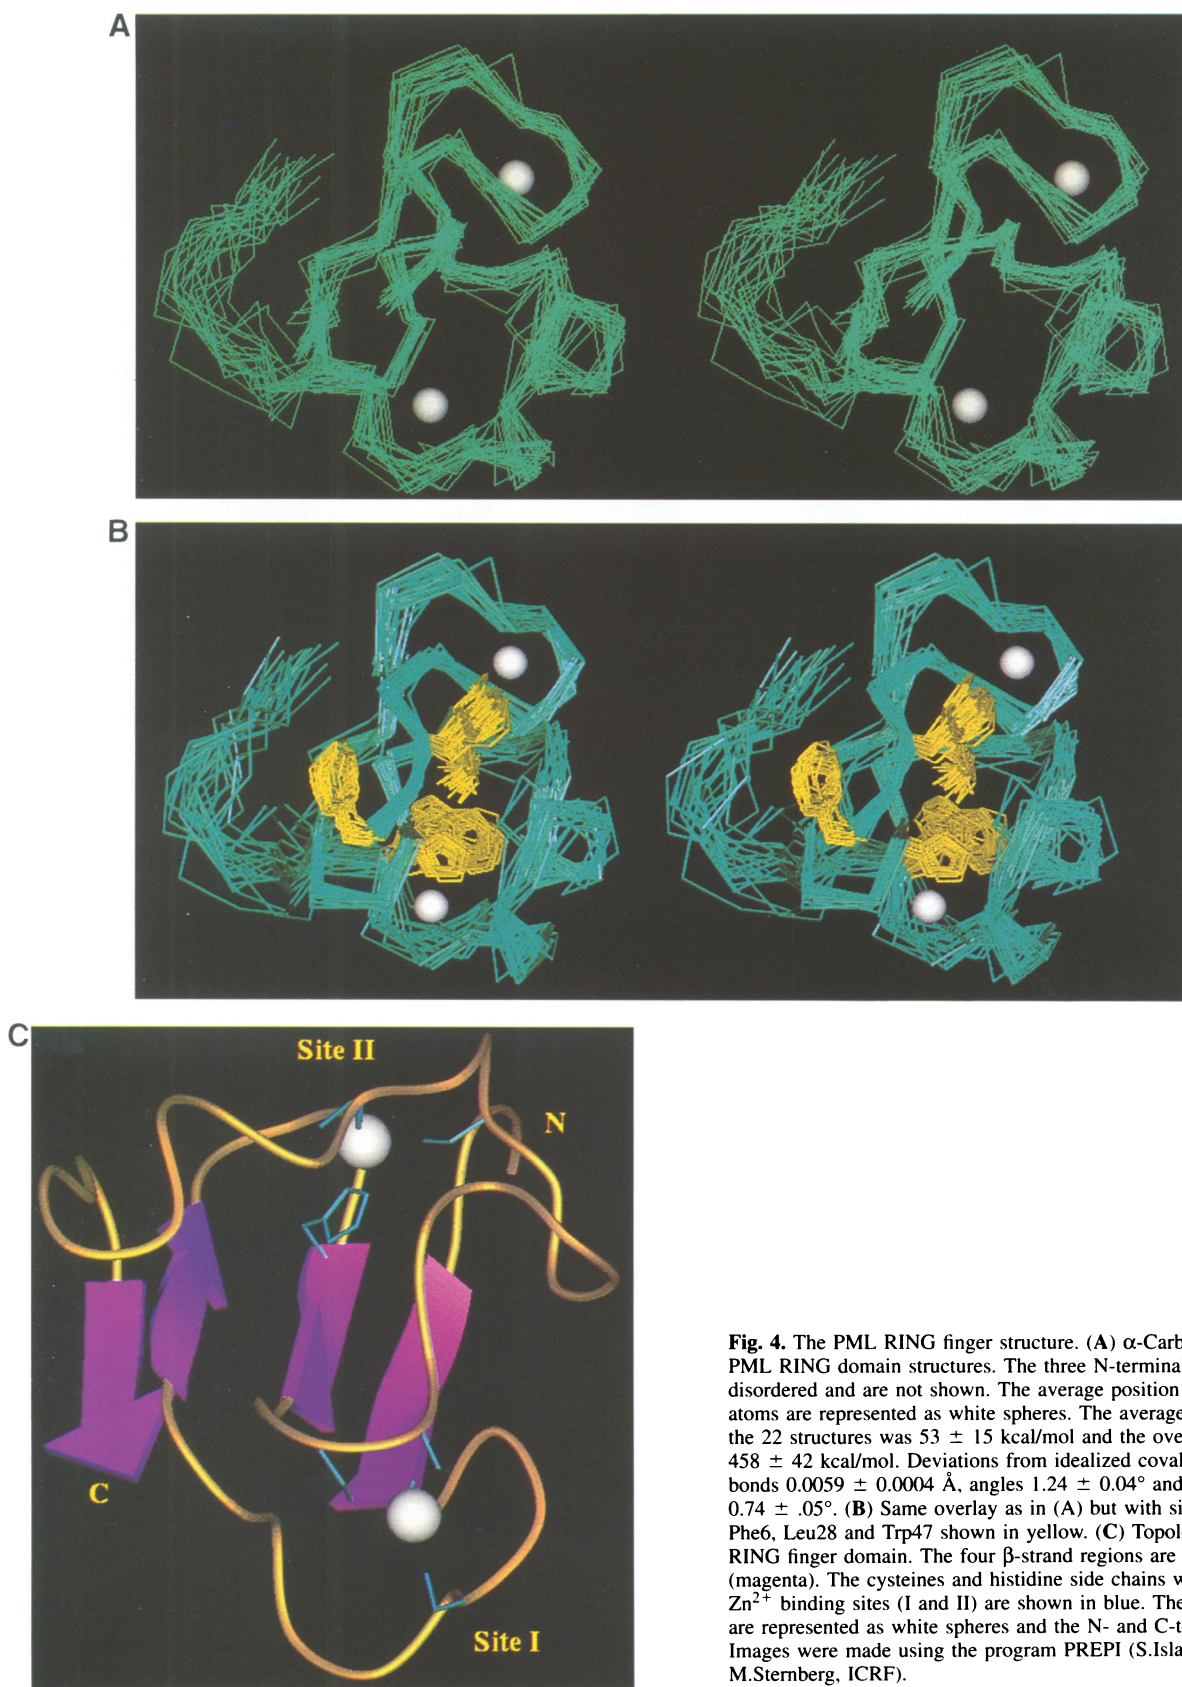 A
B
C
Site II
N
C
Site I
Fig. 4. The PML RING finger structure. (A) α-Carb
PML RING domain structures. The three N-termina
disordered and are not shown. The average position
atoms are represented as white spheres. The average
the 22 structures was 53 ± 15 kcal/mol and the ove
458 ± 42 kcal/mol. Deviations from idealized coval
bonds 0.0059 ± 0.0004 Å, angles 1.24 ± 0.04° and
0.74 ± .05°. (B) Same overlay as in (A) but with si
Phe6, Leu28 and Trp47 shown in yellow. (C) Topol
RING finger domain. The four β-strand regions are
(magenta). The cysteines and histidine side chains w
Zn²⁺ binding sites (I and II) are shown in blue. The
are represented as white spheres and the N- and C-t
Images were made using the program PREPI (S.Isla
M.Sternberg, ICRF).